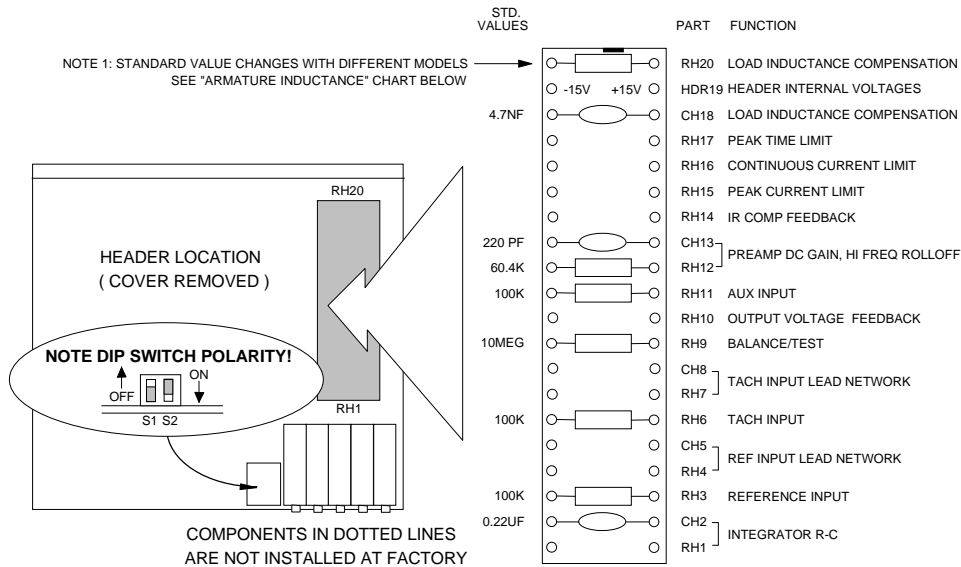 STD.
VALUES PART FUNCTION
NOTE 1: STANDARD VALUE CHANGES WITH DIFFERENT MODELS
SEE "ARMATURE INDUCTANCE" CHART BELOW
RH20 LOAD INDUCTANCE COMPENSATION
-15V +15V HDR19 HEADER INTERNAL VOLTAGES
4.7NF CH18 LOAD INDUCTANCE COMPENSATION
RH17 PEAK TIME LIMIT
RH16 CONTINUOUS CURRENT LIMIT
RH15 PEAK CURRENT LIMIT
RH14 IR COMP FEEDBACK
220 PF CH13
PREAMP DC GAIN, HI FREQ ROLLOFF
60.4K RH12
100K RH11 AUX INPUT
RH10 OUTPUT VOLTAGE FEEDBACK
10MEG RH9 BALANCE/TEST
CH8
TACH INPUT LEAD NETWORK
RH7
100K RH6 TACH INPUT
CH5
REF INPUT LEAD NETWORK
RH4
100K RH3 REFERENCE INPUT
0.22UF CH2
INTEGRATOR R-C
RH1
RH20
HEADER LOCATION
( COVER REMOVED )
NOTE DIP SWITCH POLARITY!
OFF ON
S1 S2
RH1
COMPONENTS IN DOTTED LINES
ARE NOT INSTALLED AT FACTORY